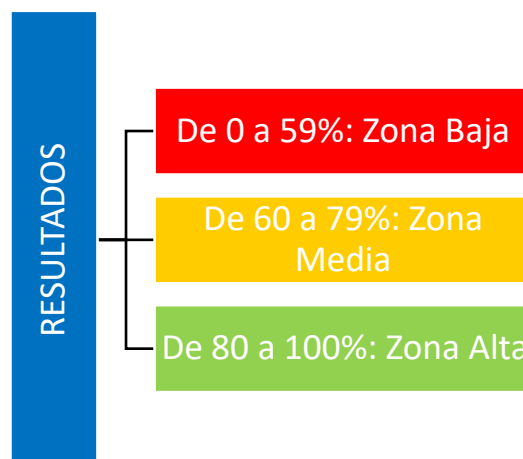 RESULTADOS
De 0 a 59%: Zona Baja
De 60 a 79%: Zona
Media
De 80 a 100%: Zona Alta